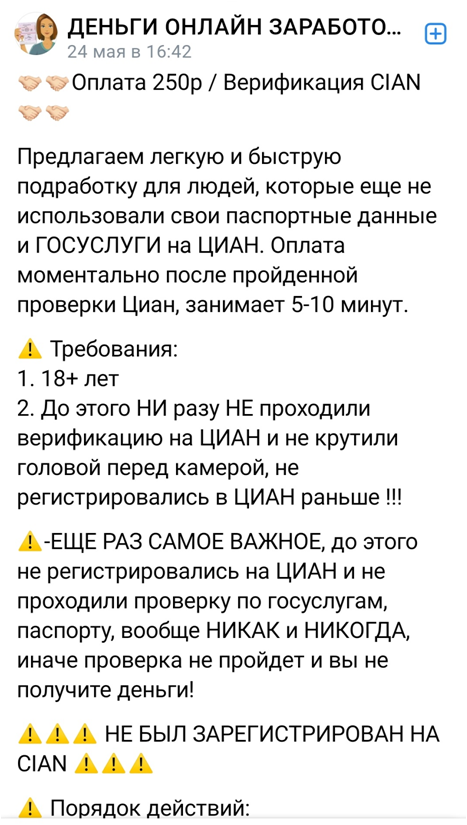 ДЕНЬГИ ОНЛАЙН ЗАРАБОТО...
24 мая в 16:42
🤝🏻🤝🏻Оплата 250р / Верификация CIAN
🤝🏻🤝🏻
Предлагаем легкую и быструю
подработку для людей, которые еще не
использовали свои паспортные данные
и ГОСУСЛУГИ на ЦИАН. Оплата
моментально после пройденной
проверки Циан, занимает 5-10 минут.
⚠️ Требования:
1. 18+ лет
2. До этого НИ разу НЕ проходили
верификацию на ЦИАН и не крутили
головой перед камерой, не
регистрировались в ЦИАН раньше !!!
⚠️-ЕЩЕ РАЗ САМОЕ ВАЖНОЕ, до этого
не регистрировались на ЦИАН и не
проходили проверку по госуслугам,
паспорту, вообще НИКАК и НИКОГДА,
иначе проверка не пройдет и вы не
получите деньги!
⚠️⚠️⚠️ НЕ БЫЛ ЗАРЕГИСТРИРОВАН НА
CIAN ⚠️⚠️⚠️
⚠️ Порядок действий: